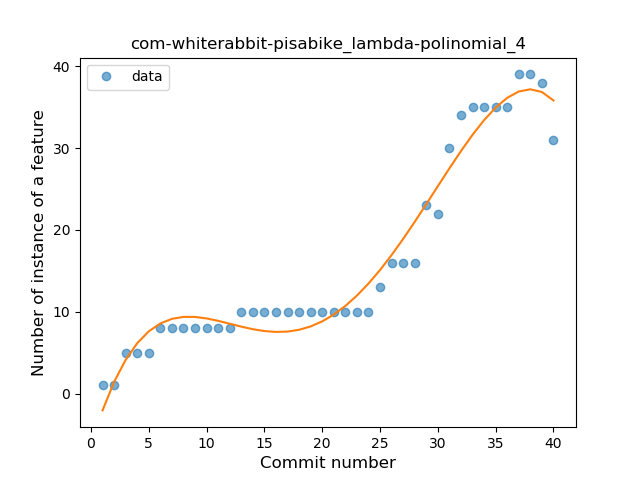 com-whiterabbit-pisabike_lambda-polinomial_4
data
Number of instance of a feature
40
30
20
10
0
0 5 10 15 20 25 30 35 40
Commit number